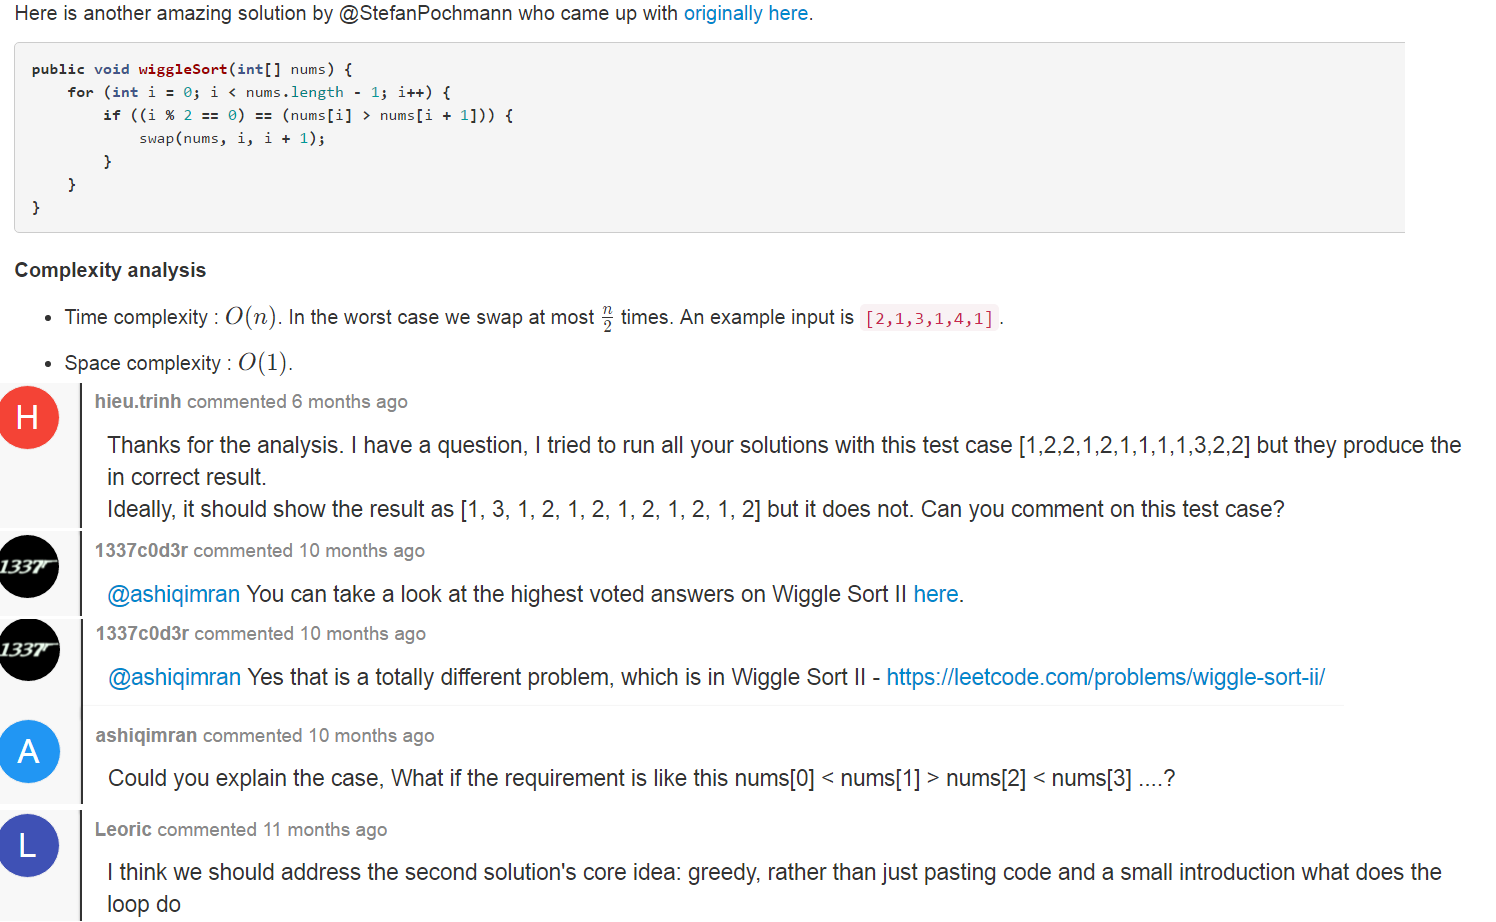 Here is another amazing solution by @StefanPochmann who came up with originally here.
public void wiggleSort(int[] nums) {
    for (int i = 0; i < nums.length - 1; i++) {
        if ((i % 2 == 0) == (nums[i] > nums[i + 1])) {
            swap(nums, i, i + 1);
        }
    }
}
Complexity analysis
• Time complexity : O(n). In the worst case we swap at most n/2 times. An example input is [2,1,3,1,4,1].
• Space complexity : O(1).
H
hieu.trinh commented 6 months ago
Thanks for the analysis. I have a question, I tried to run all your solutions with this test case [1,2,2,1,2,1,1,1,1,3,2,2] but they produce the
in correct result.
Ideally, it should show the result as [1, 3, 1, 2, 1, 2, 1, 2, 1, 2, 1, 2] but it does not. Can you comment on this test case?
1337
1337c0d3r commented 10 months ago
@ashiqimran You can take a look at the highest voted answers on Wiggle Sort II here.
1337
1337c0d3r commented 10 months ago
@ashiqimran Yes that is a totally different problem, which is in Wiggle Sort II - https://leetcode.com/problems/wiggle-sort-ii/
A
ashiqimran commented 10 months ago
Could you explain the case, What if the requirement is like this nums[0] < nums[1] > nums[2] < nums[3] ....?
L
Leoric commented 11 months ago
I think we should address the second solution's core idea: greedy, rather than just pasting code and a small introduction what does the
loop do